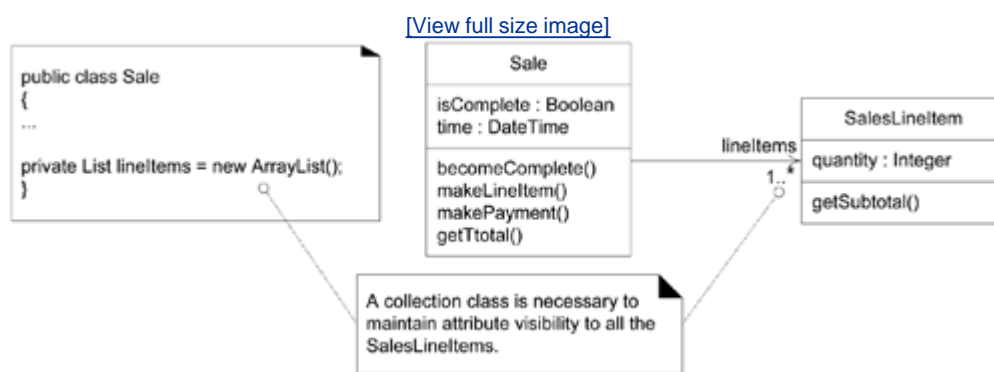 [View full size image]
public class Sale
{
...
private List lineItems = new ArrayList();
}
Sale
isComplete : Boolean
time : DateTime
becomeComplete()
makeLineItem()
makePayment()
getTtotal()
lineItems
1..*
SalesLineItem
quantity : Integer
getSubtotal()
A collection class is necessary to
maintain attribute visibility to all the
SalesLineItems.